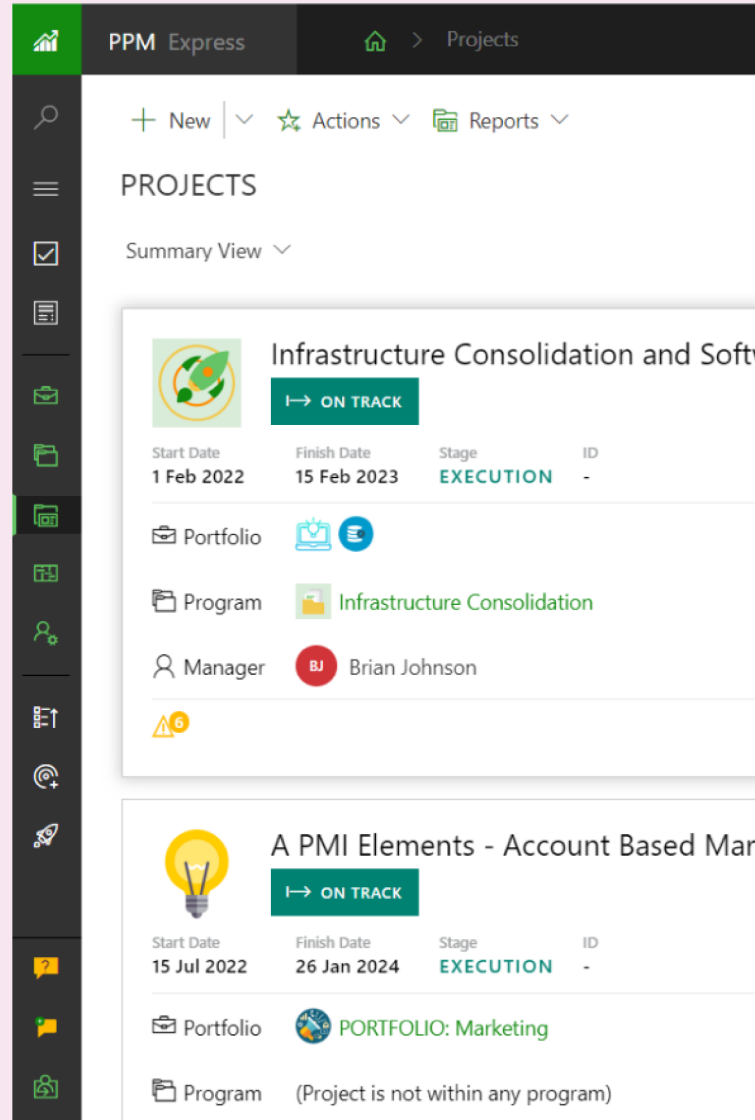 PPM Express
> Projects
+ New Actions Reports
PROJECTS
Summary View
Infrastructure Consolidation and
ON TRACK
Start Date Finish Date Stage ID
1 Feb 2022 15 Feb 2023 EXECUTION -
Portfolio
Program Infrastructure Consolidation
Manager BJ Brian Johnson
6
A PMI Elements - Account Based
ON TRACK
Start Date Finish Date Stage ID
15 Jul 2022 26 Jan 2024 EXECUTION -
Portfolio PORTFOLIO: Marketing
?
Program (Project is not within any program)